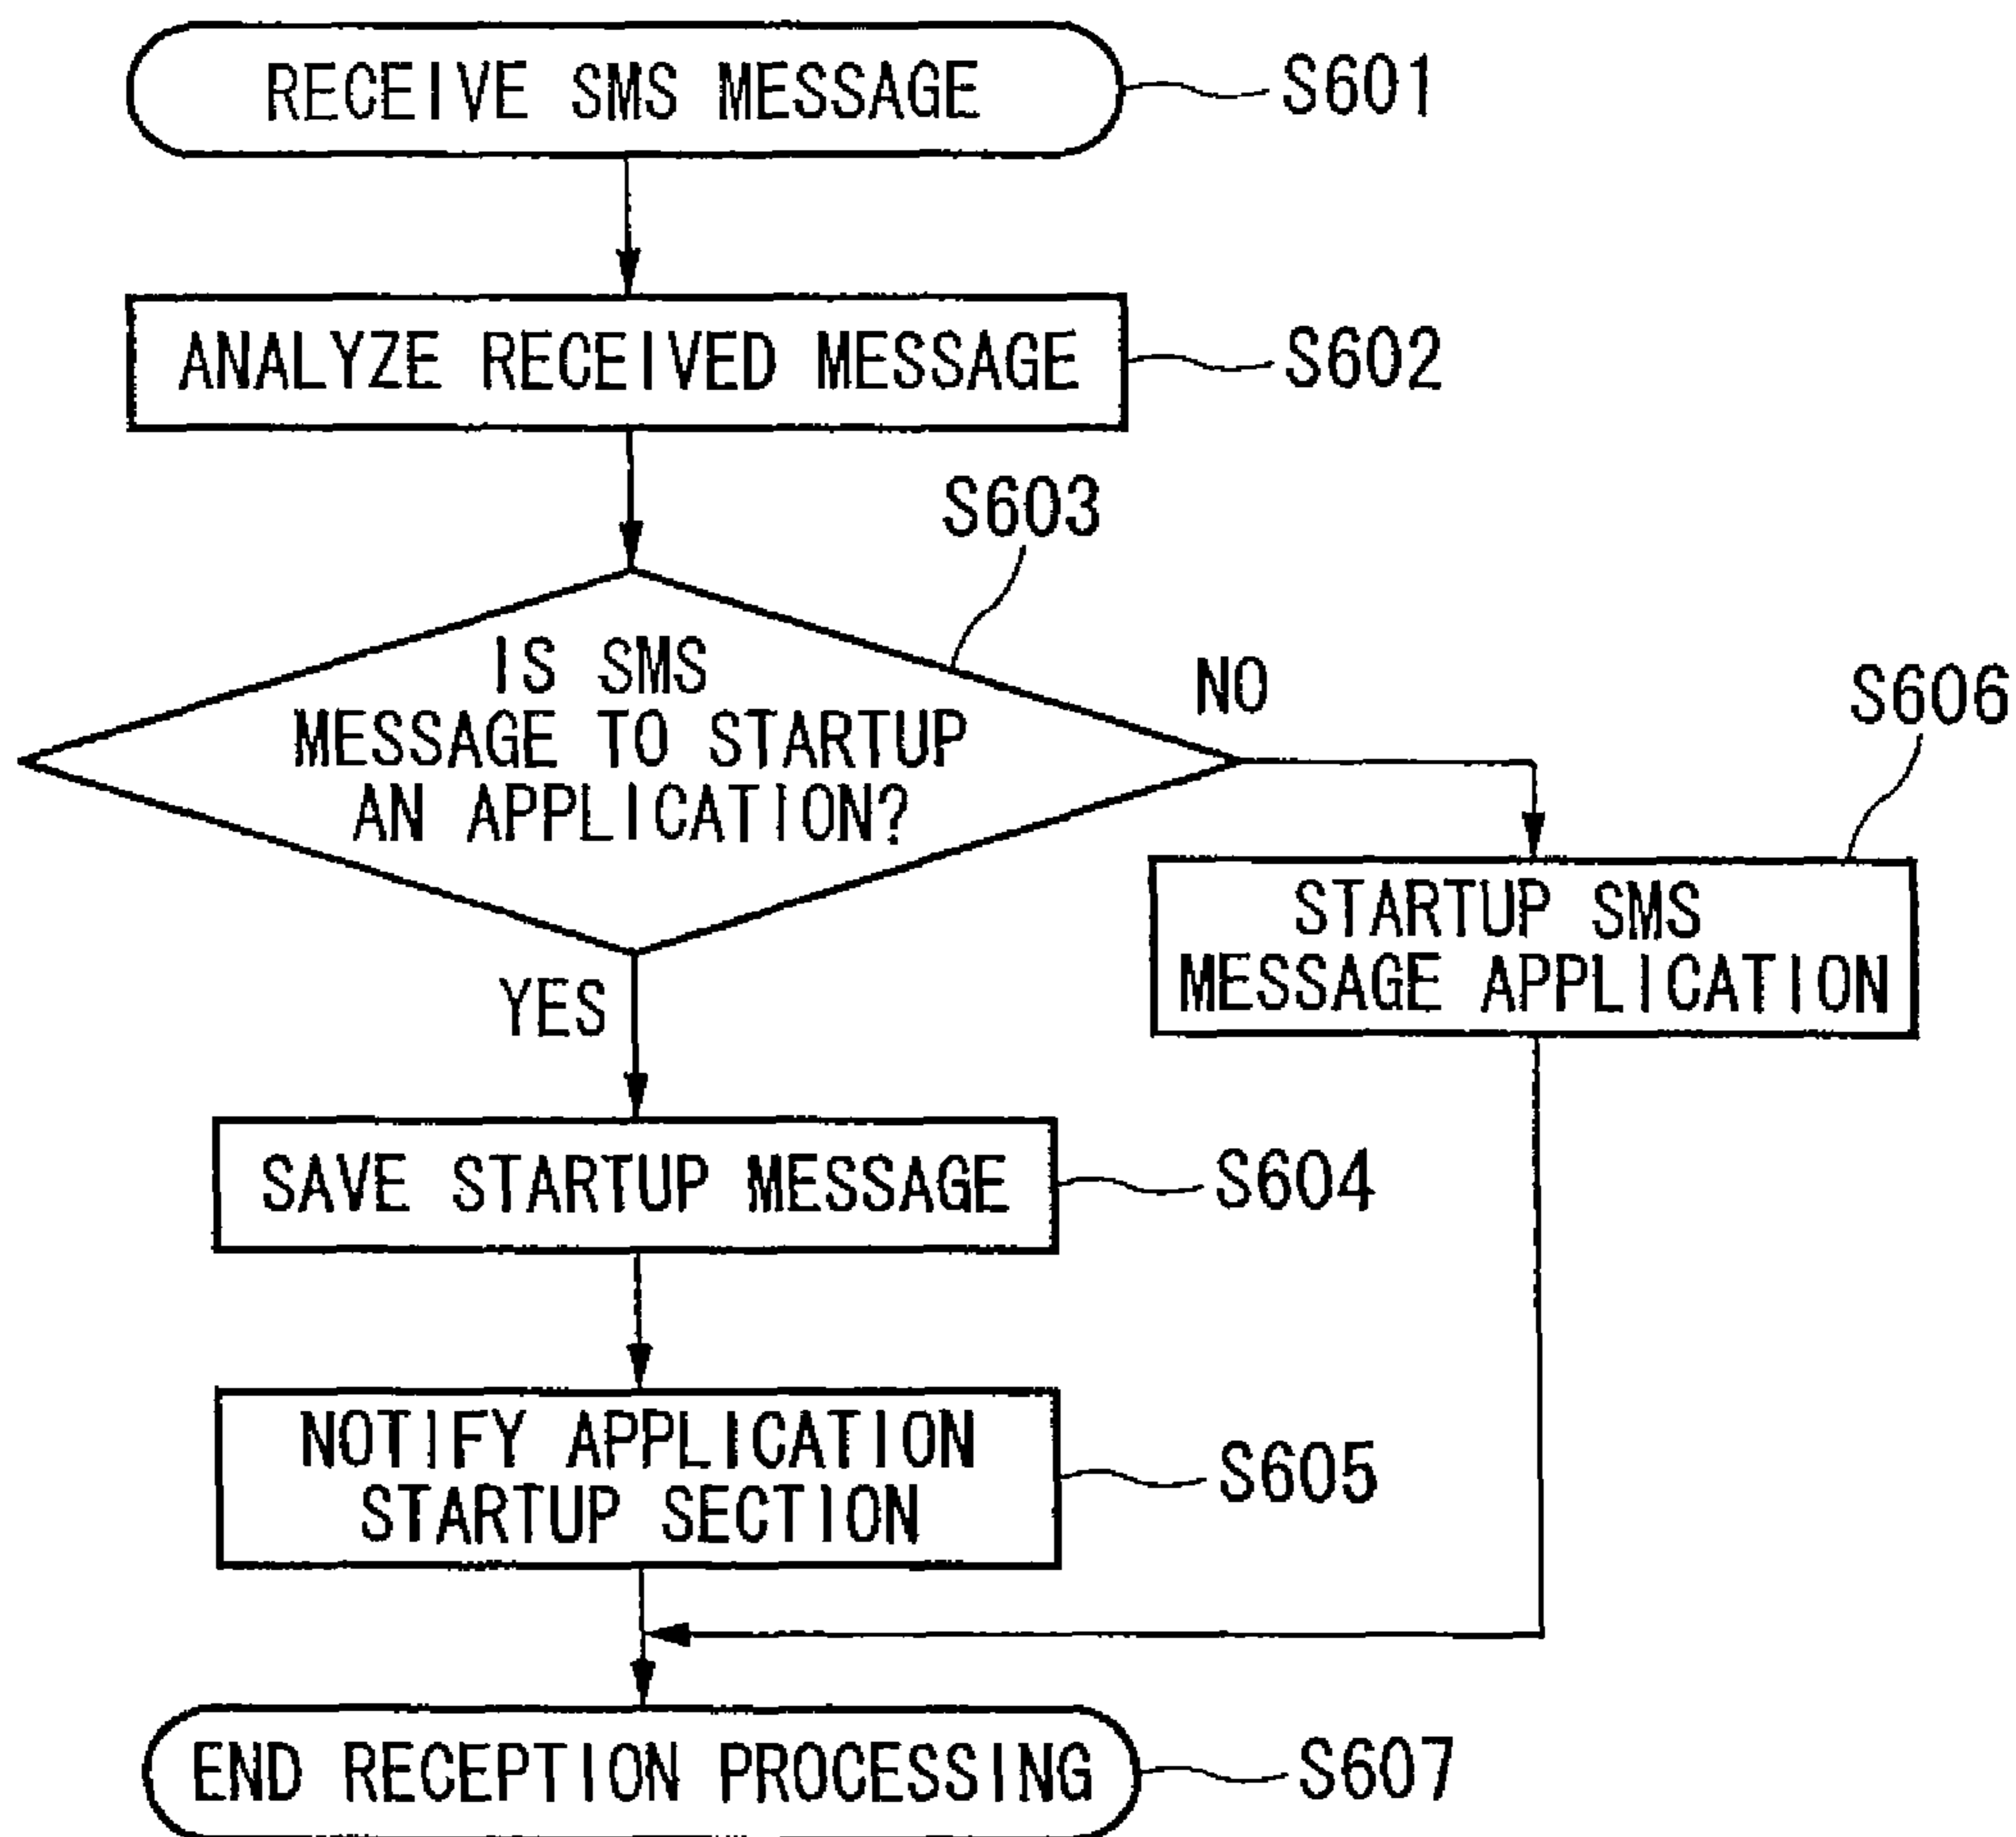 RECEIVE SMS MESSAGE
S601
ANALYZE RECEIVED MESSAGE
S602
S603
IS SMS
MESSAGE TO STARTUP
AN APPLICATION?
NO
S606
STARTUP SMS
MESSAGE APPLICATION
YES
SAVE STARTUP MESSAGE
S604
NOTIFY APPLICATION
STARTUP SECTION
S605
END RECEPTION PROCESSING
S607